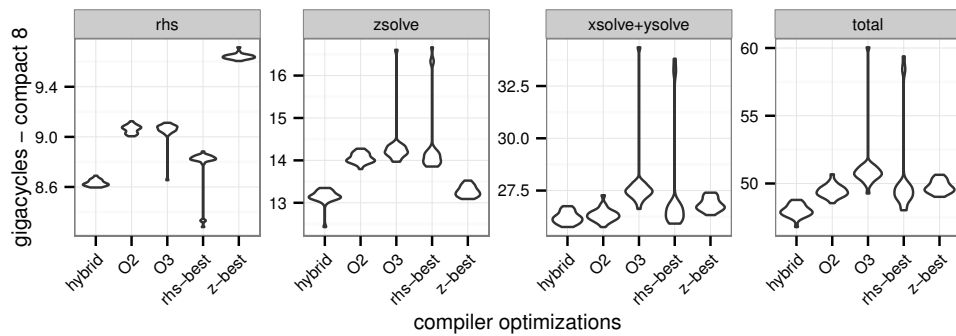 rhs
zsolve
xsolve+ysolve
total
gigacycles − compact 8
9.4
9.0
8.6
16
15
14
13
32.5
30.0
27.5
60
55
50
hybrid
O2
O3
rhs−best
z−best
hybrid
O2
O3
rhs−best
z−best
hybrid
O2
O3
rhs−best
z−best
hybrid
O2
O3
rhs−best
z−best
compiler optimizations